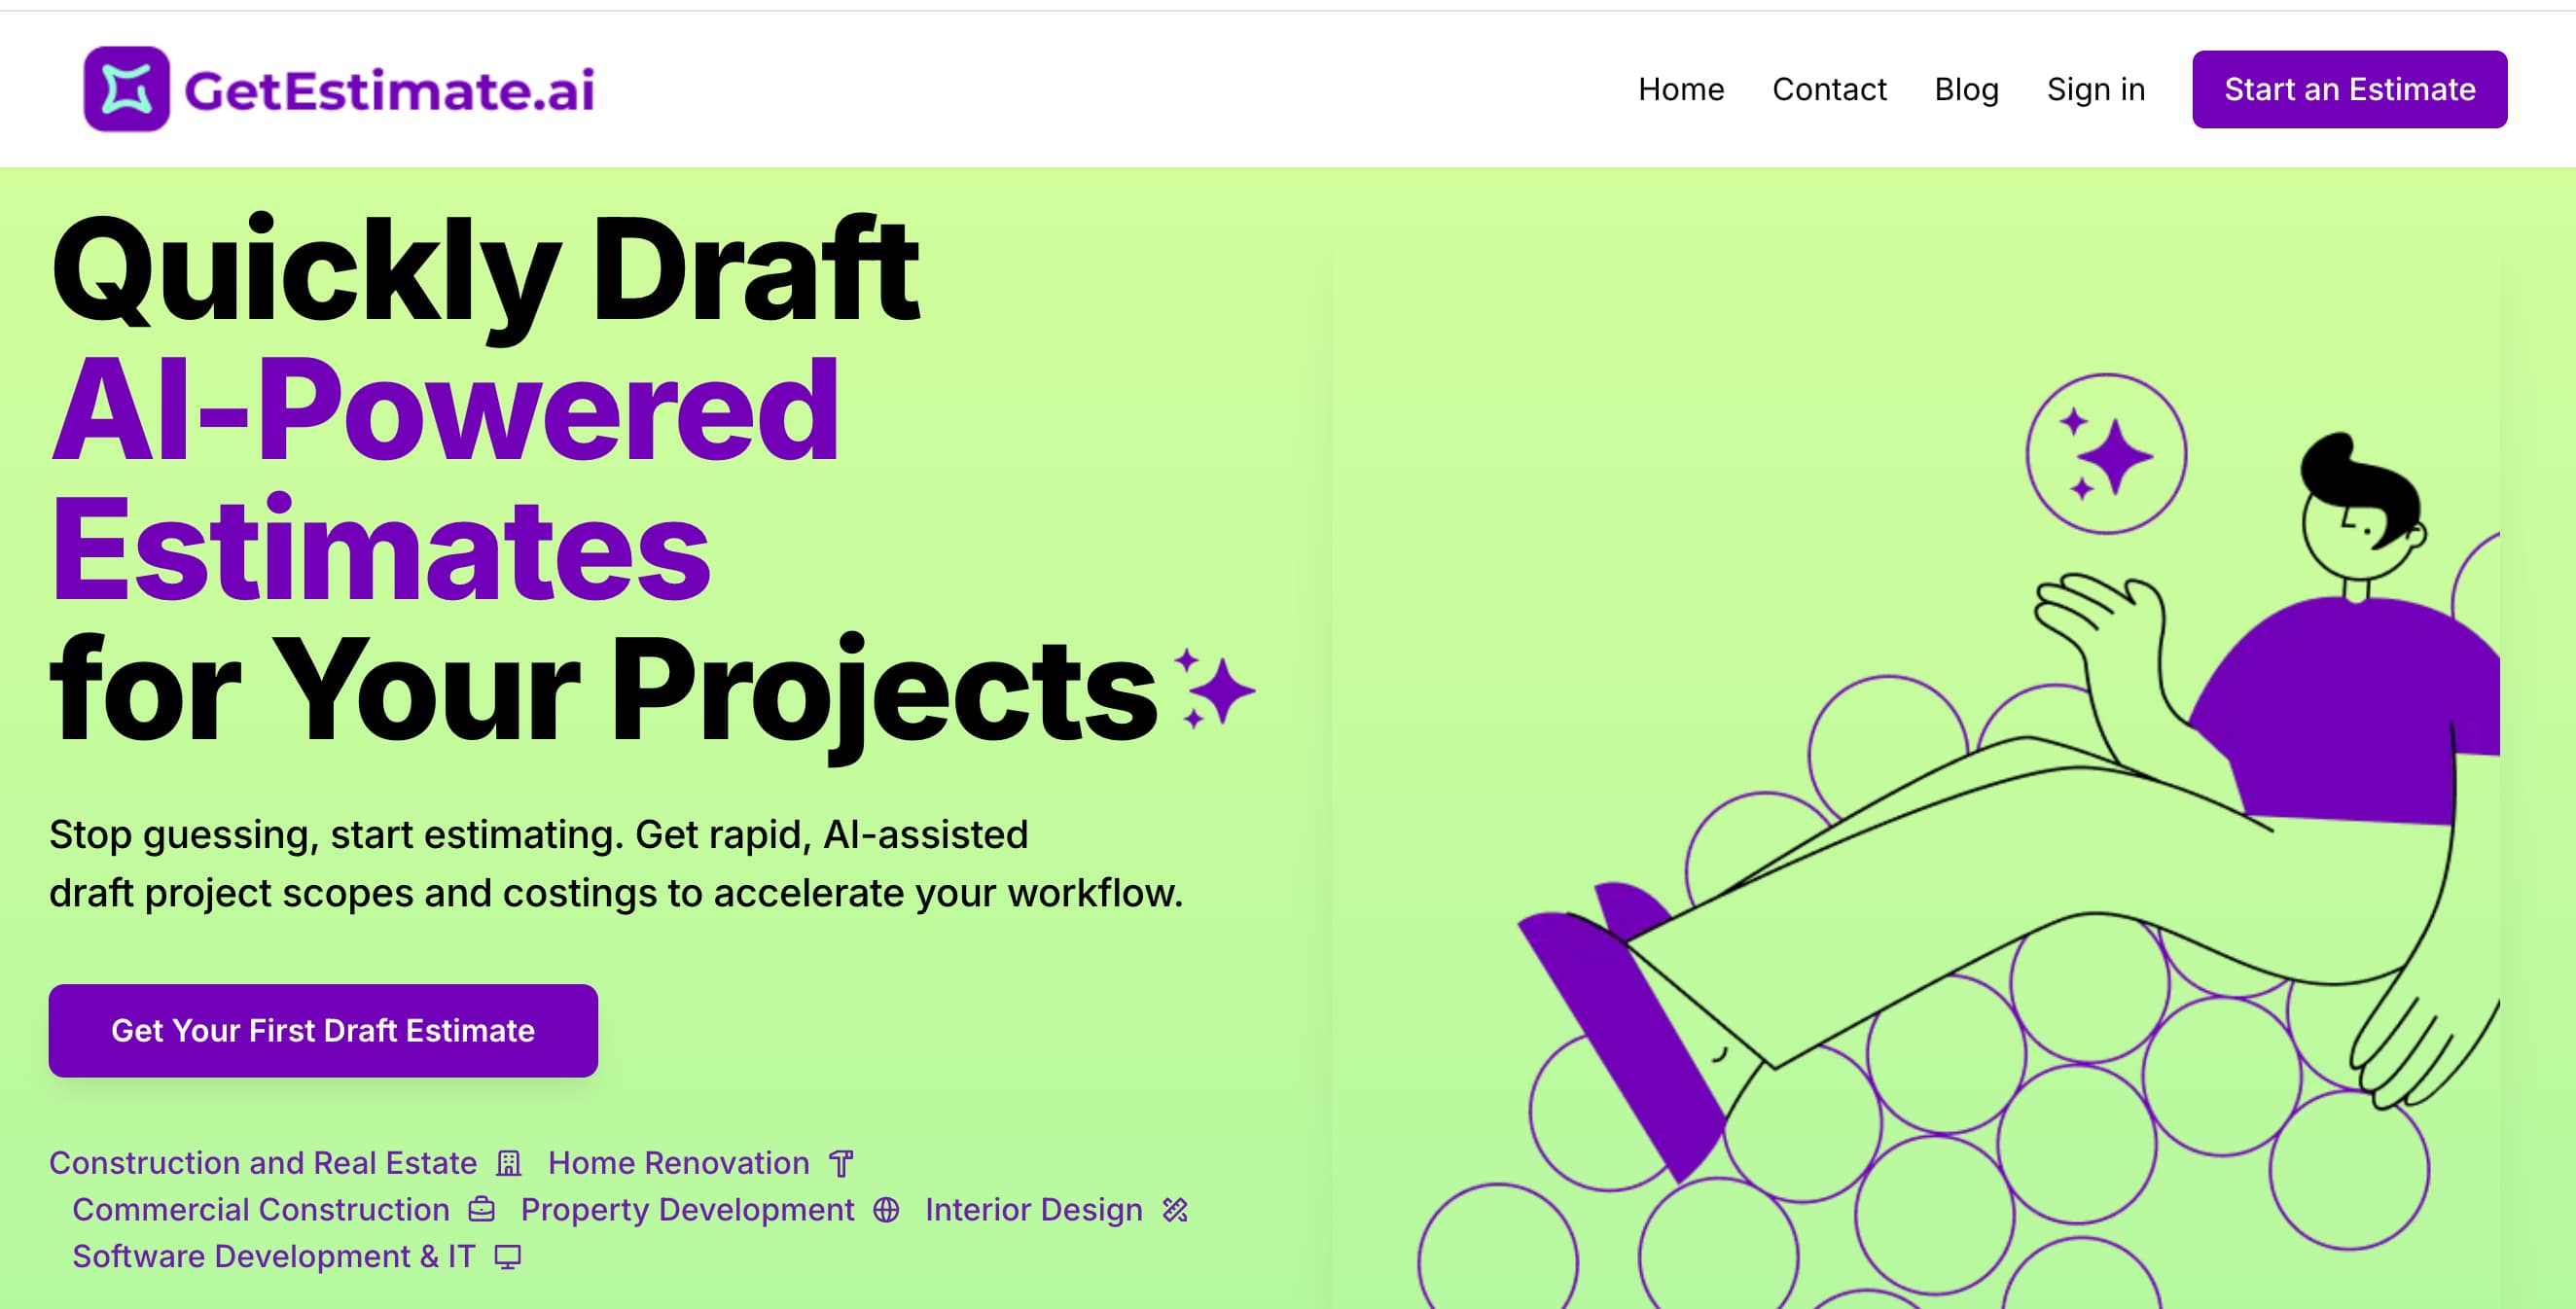 GetEstimate.ai
Home Contact Blog Sign in Start an Estimate
Quickly Draft
AI-Powered
Estimates
for Your Projects
Stop guessing, start estimating. Get rapid, AI-assisted
draft project scopes and costings to accelerate your workflow.
Get Your First Draft Estimate
Construction and Real Estate Home Renovation
Commercial Construction Property Development Interior Design
Software Development & IT